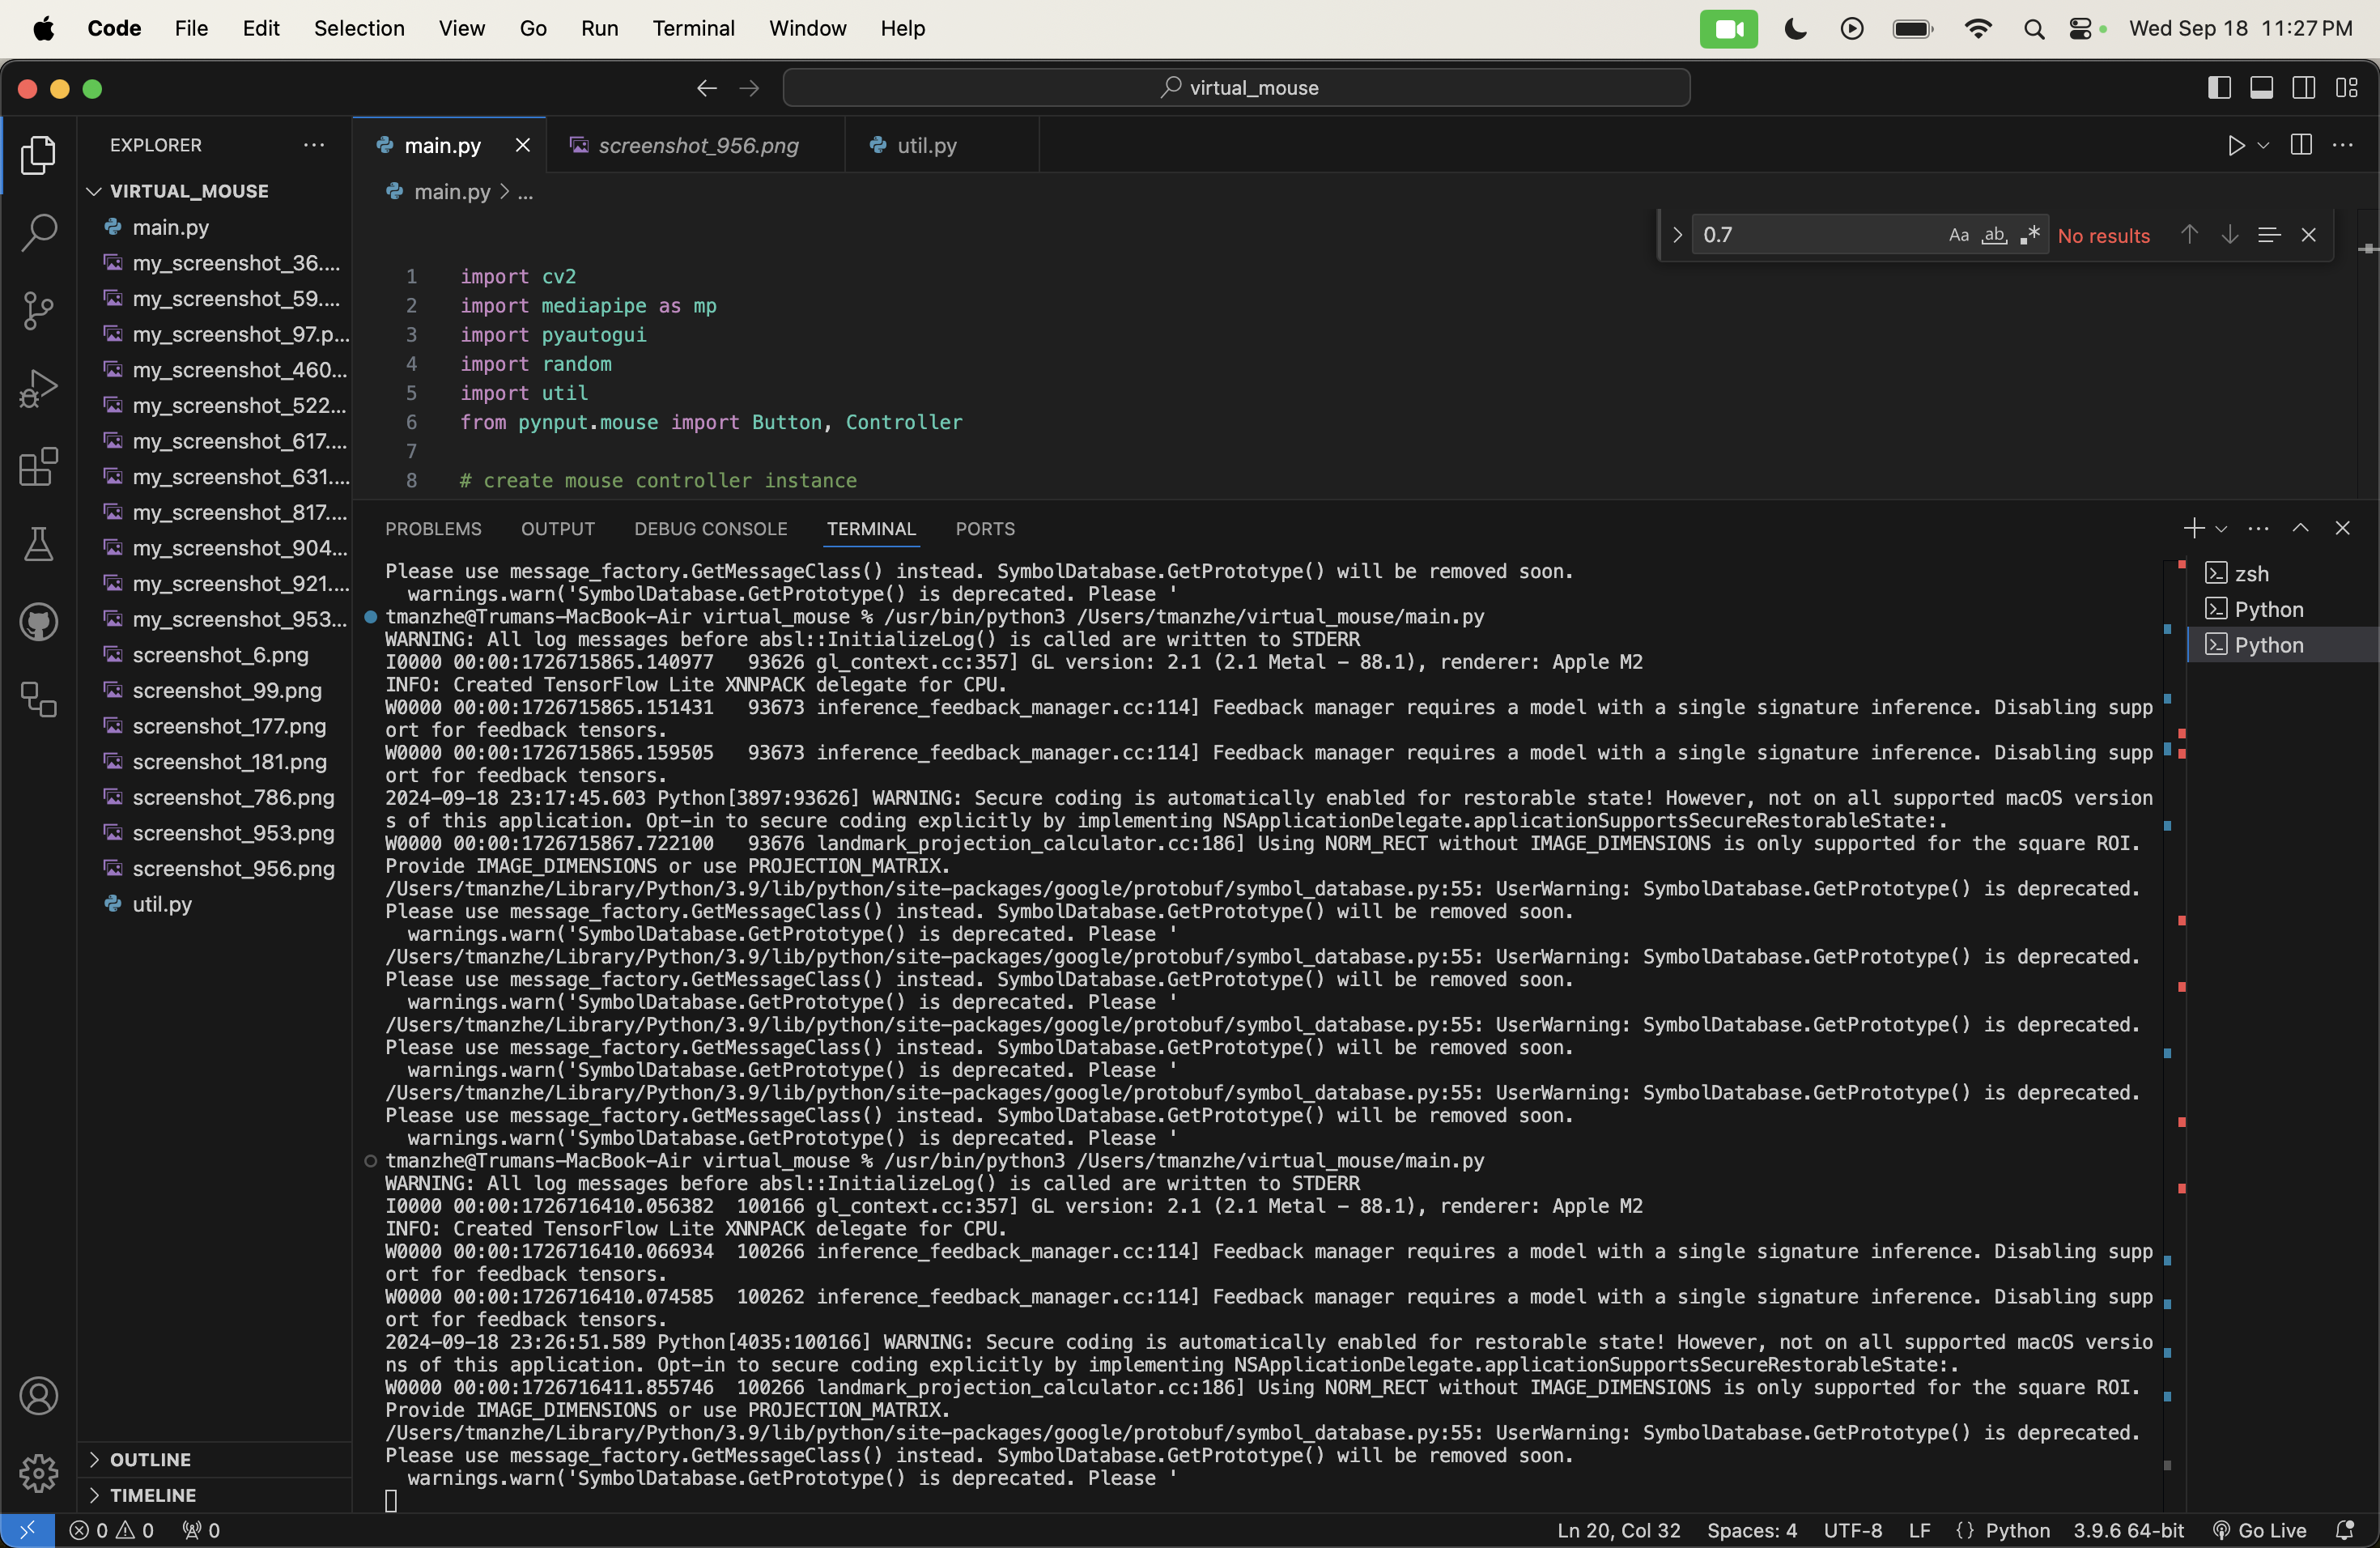 Code File Edit Selection View Go Run Terminal Window Help Wed Sep 18 11:27 PM
virtual_mouse
EXPLORER
VIRTUAL_MOUSE
main.py
my_screenshot_36....
my_screenshot_59....
my_screenshot_97.p...
my_screenshot_460...
my_screenshot_522...
my_screenshot_617....
my_screenshot_631....
my_screenshot_817....
my_screenshot_904...
my_screenshot_921....
my_screenshot_953...
screenshot_6.png
screenshot_99.png
screenshot_177.png
screenshot_181.png
screenshot_786.png
screenshot_953.png
screenshot_956.png
util.py
OUTLINE
TIMELINE
main.py screenshot_956.png util.py
main.py > ...
0.7 Aa ab .* No results
1 import cv2
2 import mediapipe as mp
3 import pyautogui
4 import random
5 import util
6 from pynput.mouse import Button, Controller
7
8 # create mouse controller instance
PROBLEMS OUTPUT DEBUG CONSOLE TERMINAL PORTS
Please use message_factory.GetMessageClass() instead. SymbolDatabase.GetPrototype() will be removed soon.
warnings.warn('SymbolDatabase.GetPrototype() is deprecated. Please '
tmanzhe@Trumans-MacBook-Air virtual_mouse % /usr/bin/python3 /Users/tmanzhe/virtual_mouse/main.py
WARNING: All log messages before absl::InitializeLog() is called are written to STDERR
I0000 00:00:1726715865.140977 93626 gl_context.cc:357] GL version: 2.1 (2.1 Metal - 88.1), renderer: Apple M2
INFO: Created TensorFlow Lite XNNPACK delegate for CPU.
W0000 00:00:1726715865.151431 93673 inference_feedback_manager.cc:114] Feedback manager requires a model with a single signature inference. Disabling supp
ort for feedback tensors.
W0000 00:00:1726715865.159505 93673 inference_feedback_manager.cc:114] Feedback manager requires a model with a single signature inference. Disabling supp
ort for feedback tensors.
2024-09-18 23:17:45.603 Python[3897:93626] WARNING: Secure coding is automatically enabled for restorable state! However, not on all supported macOS version
s of this application. Opt-in to secure coding explicitly by implementing NSApplicationDelegate.applicationSupportsSecureRestorableState:.
W0000 00:00:1726715867.722100 93676 landmark_projection_calculator.cc:186] Using NORM_RECT without IMAGE_DIMENSIONS is only supported for the square ROI.
Provide IMAGE_DIMENSIONS or use PROJECTION_MATRIX.
/Users/tmanzhe/Library/Python/3.9/lib/python/site-packages/google/protobuf/symbol_database.py:55: UserWarning: SymbolDatabase.GetPrototype() is deprecated.
Please use message_factory.GetMessageClass() instead. SymbolDatabase.GetPrototype() will be removed soon.
warnings.warn('SymbolDatabase.GetPrototype() is deprecated. Please '
/Users/tmanzhe/Library/Python/3.9/lib/python/site-packages/google/protobuf/symbol_database.py:55: UserWarning: SymbolDatabase.GetPrototype() is deprecated.
Please use message_factory.GetMessageClass() instead. SymbolDatabase.GetPrototype() will be removed soon.
warnings.warn('SymbolDatabase.GetPrototype() is deprecated. Please '
/Users/tmanzhe/Library/Python/3.9/lib/python/site-packages/google/protobuf/symbol_database.py:55: UserWarning: SymbolDatabase.GetPrototype() is deprecated.
Please use message_factory.GetMessageClass() instead. SymbolDatabase.GetPrototype() will be removed soon.
warnings.warn('SymbolDatabase.GetPrototype() is deprecated. Please '
/Users/tmanzhe/Library/Python/3.9/lib/python/site-packages/google/protobuf/symbol_database.py:55: UserWarning: SymbolDatabase.GetPrototype() is deprecated.
Please use message_factory.GetMessageClass() instead. SymbolDatabase.GetPrototype() will be removed soon.
warnings.warn('SymbolDatabase.GetPrototype() is deprecated. Please '
tmanzhe@Trumans-MacBook-Air virtual_mouse % /usr/bin/python3 /Users/tmanzhe/virtual_mouse/main.py
WARNING: All log messages before absl::InitializeLog() is called are written to STDERR
I0000 00:00:1726716410.056382 100166 gl_context.cc:357] GL version: 2.1 (2.1 Metal - 88.1), renderer: Apple M2
INFO: Created TensorFlow Lite XNNPACK delegate for CPU.
W0000 00:00:1726716410.066934 100266 inference_feedback_manager.cc:114] Feedback manager requires a model with a single signature inference. Disabling supp
ort for feedback tensors.
W0000 00:00:1726716410.074585 100262 inference_feedback_manager.cc:114] Feedback manager requires a model with a single signature inference. Disabling supp
ort for feedback tensors.
2024-09-18 23:26:51.589 Python[4035:100166] WARNING: Secure coding is automatically enabled for restorable state! However, not on all supported macOS versio
ns of this application. Opt-in to secure coding explicitly by implementing NSApplicationDelegate.applicationSupportsSecureRestorableState:.
W0000 00:00:1726716411.855746 100266 landmark_projection_calculator.cc:186] Using NORM_RECT without IMAGE_DIMENSIONS is only supported for the square ROI.
Provide IMAGE_DIMENSIONS or use PROJECTION_MATRIX.
/Users/tmanzhe/Library/Python/3.9/lib/python/site-packages/google/protobuf/symbol_database.py:55: UserWarning: SymbolDatabase.GetPrototype() is deprecated.
Please use message_factory.GetMessageClass() instead. SymbolDatabase.GetPrototype() will be removed soon.
warnings.warn('SymbolDatabase.GetPrototype() is deprecated. Please '
zsh
Python
Python
0 0 0 Ln 20, Col 32 Spaces: 4 UTF-8 LF {} Python 3.9.6 64-bit Go Live